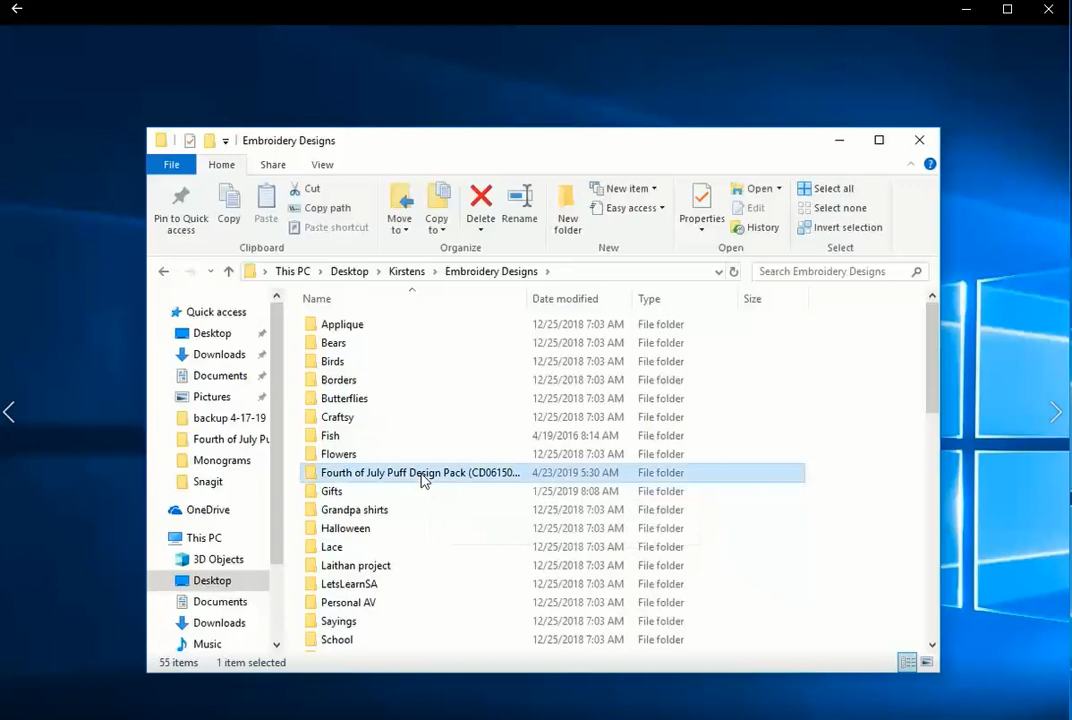 Embroidery Designs
File Home Share View
Pin to Quick access
Copy
Paste
Cut
Copy path
Paste shortcut
Clipboard
Move to
Copy to
Delete
Rename
Organize
New folder
New item
Easy access
New
Properties
Open
Edit
History
Open
Select all
Select none
Invert selection
Select
This PC > Desktop > Kirstens > Embroidery Designs >
Search Embroidery Designs
Quick access
Desktop
Downloads
Documents
Pictures
backup 4-17-19
Fourth of July Pu
Monograms
Snagit
OneDrive
This PC
3D Objects
Desktop
Documents
Downloads
Music
Name Date modified Type Size
Applique 12/25/2018 7:03 AM File folder
Bears 12/25/2018 7:03 AM File folder
Birds 12/25/2018 7:03 AM File folder
Borders 12/25/2018 7:03 AM File folder
Butterflies 12/25/2018 7:03 AM File folder
Craftsy 12/25/2018 7:03 AM File folder
Fish 4/19/2016 8:14 AM File folder
Flowers 12/25/2018 7:03 AM File folder
Fourth of July Puff Design Pack (CD06150... 4/23/2019 5:30 AM File folder
Gifts 1/25/2019 8:08 AM File folder
Grandpa shirts 12/25/2018 7:03 AM File folder
Halloween 12/25/2018 7:03 AM File folder
Lace 12/25/2018 7:03 AM File folder
Laithan project 12/25/2018 7:03 AM File folder
LetsLearnSA 12/25/2018 7:03 AM File folder
Personal AV 12/25/2018 7:03 AM File folder
Sayings 12/25/2018 7:03 AM File folder
School 12/25/2018 7:03 AM File folder
55 items 1 item selected